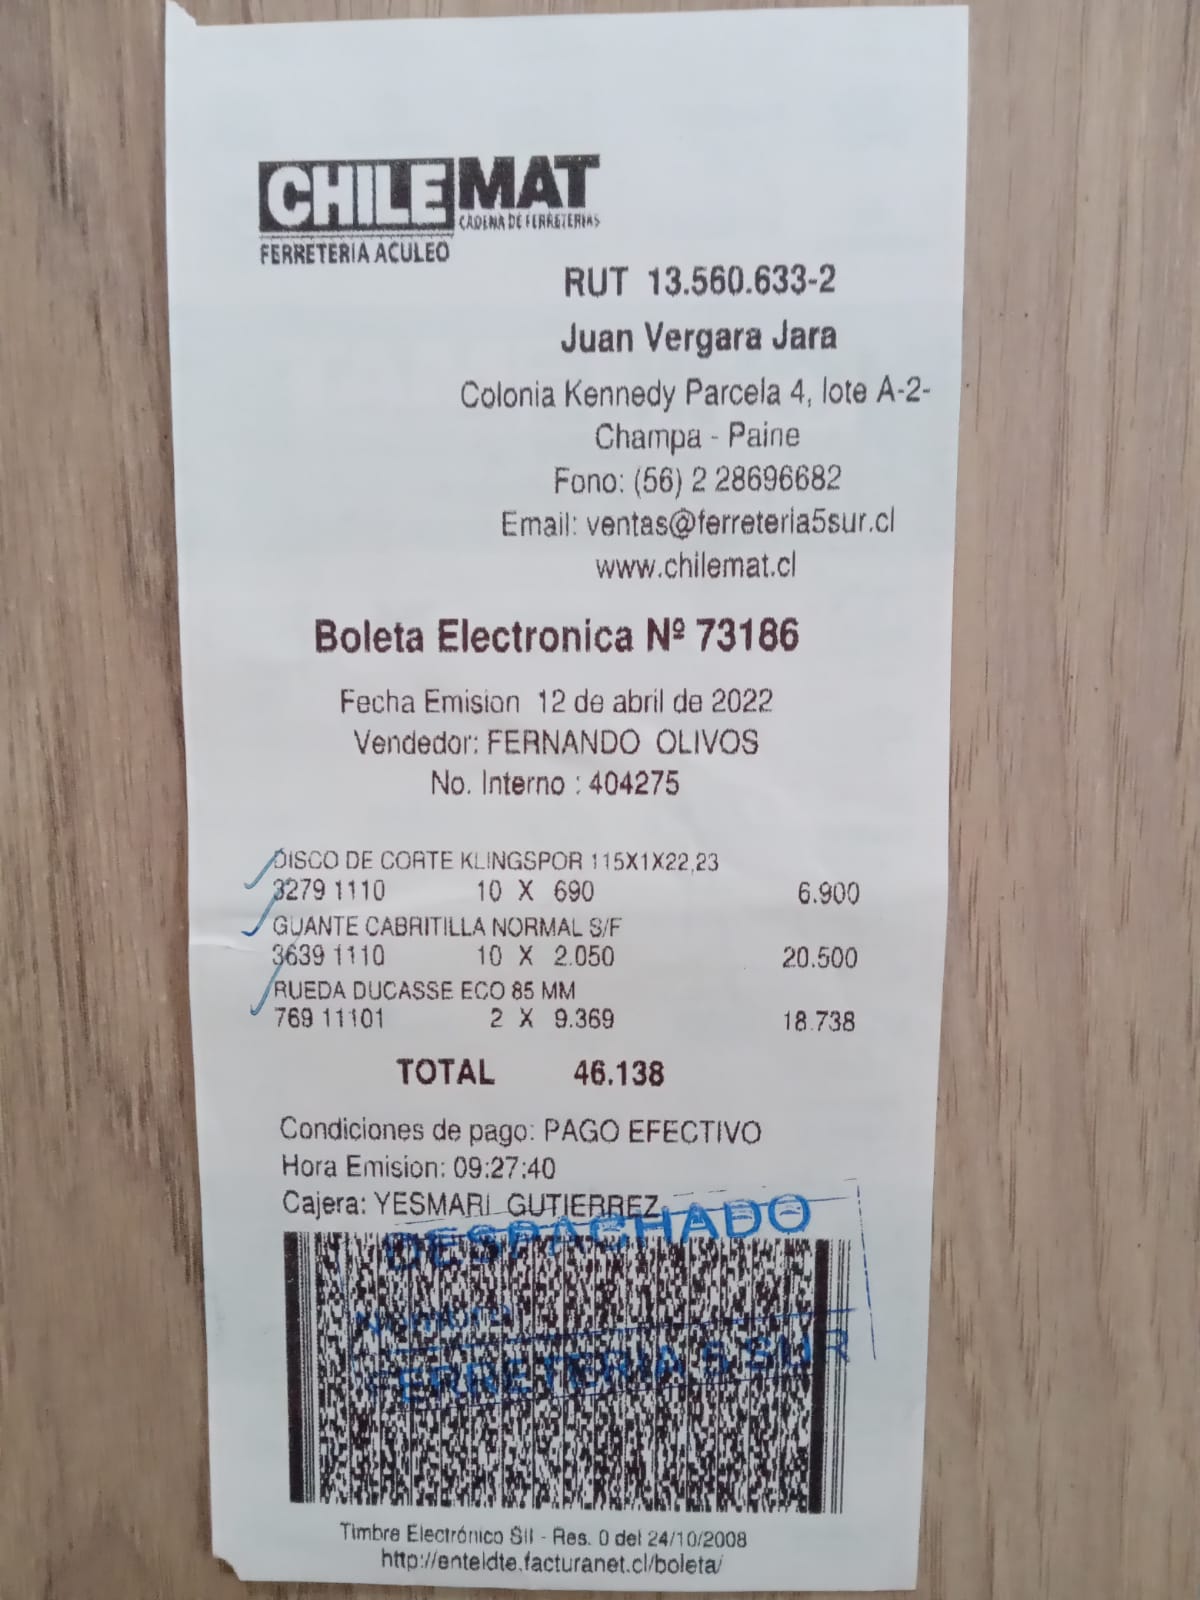 CHILEMAT
CADENA DE FERRETERIAS
FERRETERIA ACULEO
RUT 13.560.633-2
Juan Vergara Jara
Colonia Kennedy Parcela 4, lote A-2-
Champa - Paine
Fono: (56) 2 28696682
Email: ventas@ferreteria5sur.cl
www.chilemat.cl
Boleta Electronica Nº 73186
Fecha Emision 12 de abril de 2022
Vendedor: FERNANDO OLIVOS
No. Interno : 404275
DISCO DE CORTE KLINGSPOR 115X1X22,23
3279 1110 10 X 690 6.900
GUANTE CABRITILLA NORMAL S/F
3639 1110 10 X 2.050 20.500
RUEDA DUCASSE ECO 85 MM
769 11101 2 X 9.369 18.738
TOTAL 46.138
Condiciones de pago: PAGO EFECTIVO
Hora Emision: 09:27:40
Cajera: YESMARI GUTIERREZ
DESPACHADO
FERRETERIA 5 SUR
Timbre Electrónico SII - Res. 0 del 24/10/2008
http://enteldte.facturanet.cl/boleta/